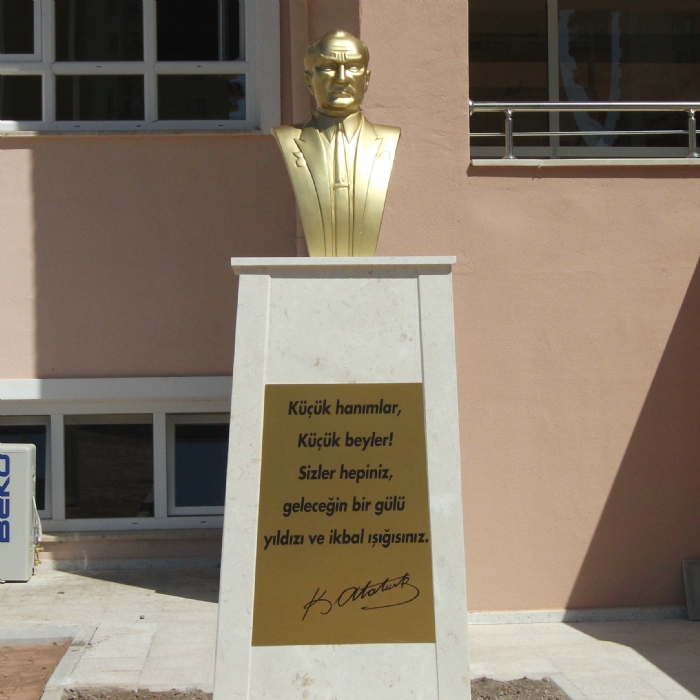 Küçük hanımlar,
Küçük beyler!
Sizler hepiniz,
geleceğin bir gülü
yıldızı ve ikbal ışığısınız.
K. Atatürk
BEKO